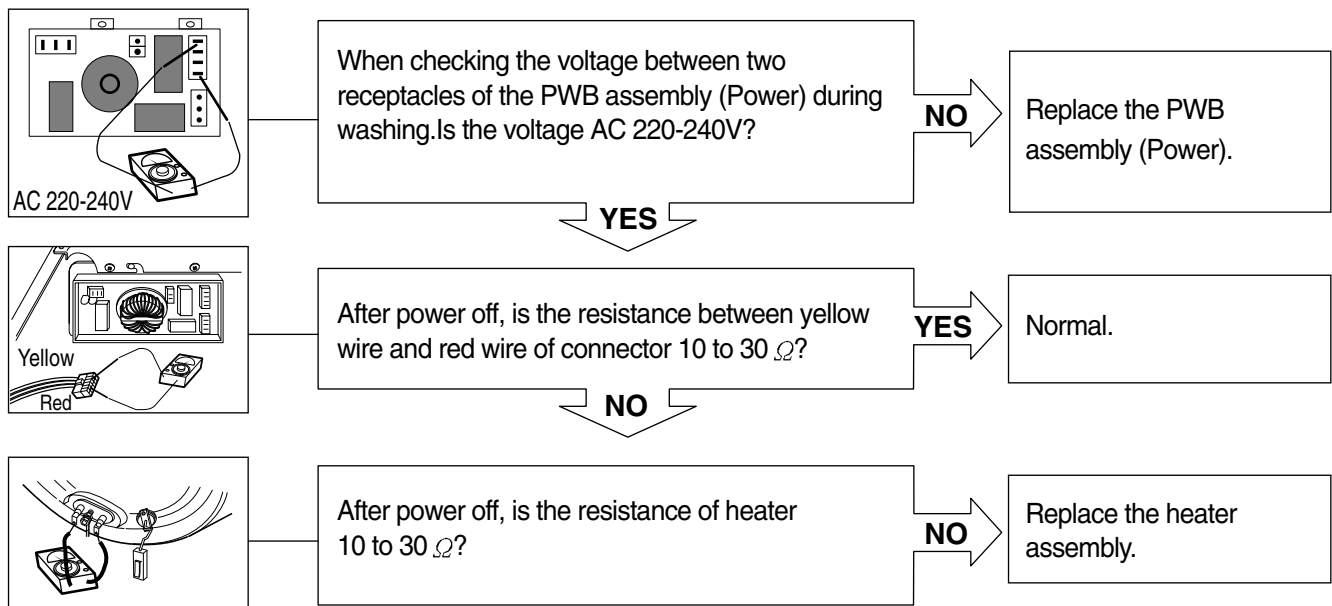 When checking the voltage between two
receptacles of the PWB assembly (Power) during
washing.Is the voltage AC 220-240V?
NO
Replace the PWB
assembly (Power).
AC 220-240V
YES
After power off, is the resistance between yellow
wire and red wire of connector 10 to 30 Ω?
YES
Normal.
Yellow
Red
NO
After power off, is the resistance of heater
10 to 30 Ω?
NO
Replace the heater
assembly.